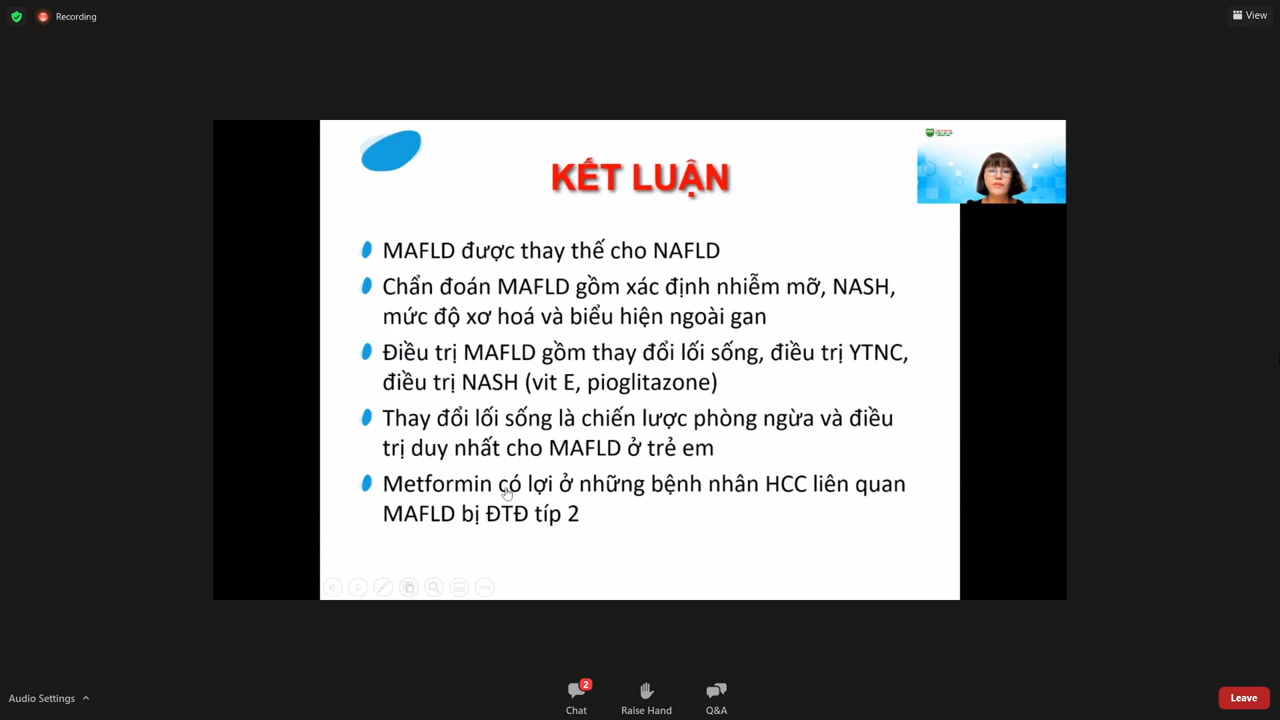 Recording
View
KẾT LUẬN
MAFLD được thay thế cho NAFLD
Chẩn đoán MAFLD gồm xác định nhiễm mỡ, NASH,
mức độ xơ hoá và biểu hiện ngoài gan
Điều trị MAFLD gồm thay đổi lối sống, điều trị YTNC,
điều trị NASH (vit E, pioglitazone)
Thay đổi lối sống là chiến lược phòng ngừa và điều
trị duy nhất cho MAFLD ở trẻ em
Metformin có lợi ở những bệnh nhân HCC liên quan
MAFLD bị ĐTĐ típ 2
Audio Settings
2
Chat
Raise Hand
Q&A
Leave